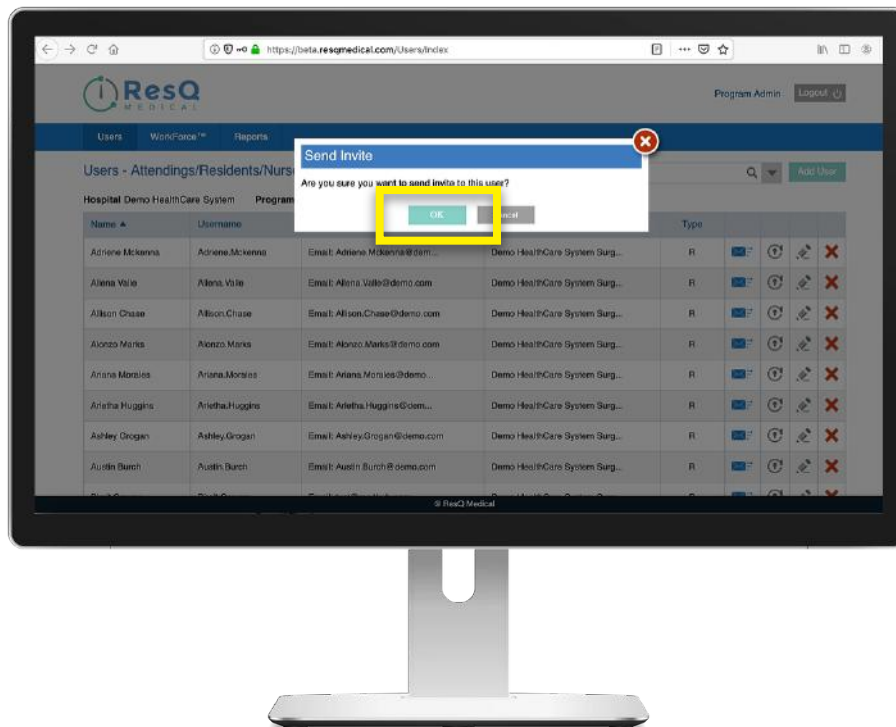 https://beta.resqmedical.com/Users/Index
ResQ
MEDICAL
Program Admin Logout
Users WorkForce™ Reports
Send Invite
Users - Attendings/Residents/Nurs
Add User
Are you sure you want to send invite to this user?
Hospital Demo HealthCare System Program
OK
Name Username Type
Adriene Mckenna Adriene.Mckenna Email: Adriene.Mckenna@dem... Demo HealthCare System Surg... R
Allena Valle Allena.Valle Email: Allena.Valle@demo.com Demo HealthCare System Surg... R
Allison Chase Allison.Chase Email: Allison.Chase@demo.com Demo HealthCare System Surg... R
Alonzo Marks Alonzo.Marks Email: Alonzo.Marks@demo.com Demo HealthCare System Surg... R
Ariana Morales Ariana.Morales Email: Ariana.Morales@demo... Demo HealthCare System Surg... R
Arletha Huggins Arletha.Huggins Email: Arletha.Huggins@dem... Demo HealthCare System Surg... R
Ashley Grogan Ashley.Grogan Email: Ashley.Grogan@demo.com Demo HealthCare System Surg... R
Austin Burch Austin.Burch Email: Austin.Burch@demo.com Demo HealthCare System Surg... R
© ResQ Medical